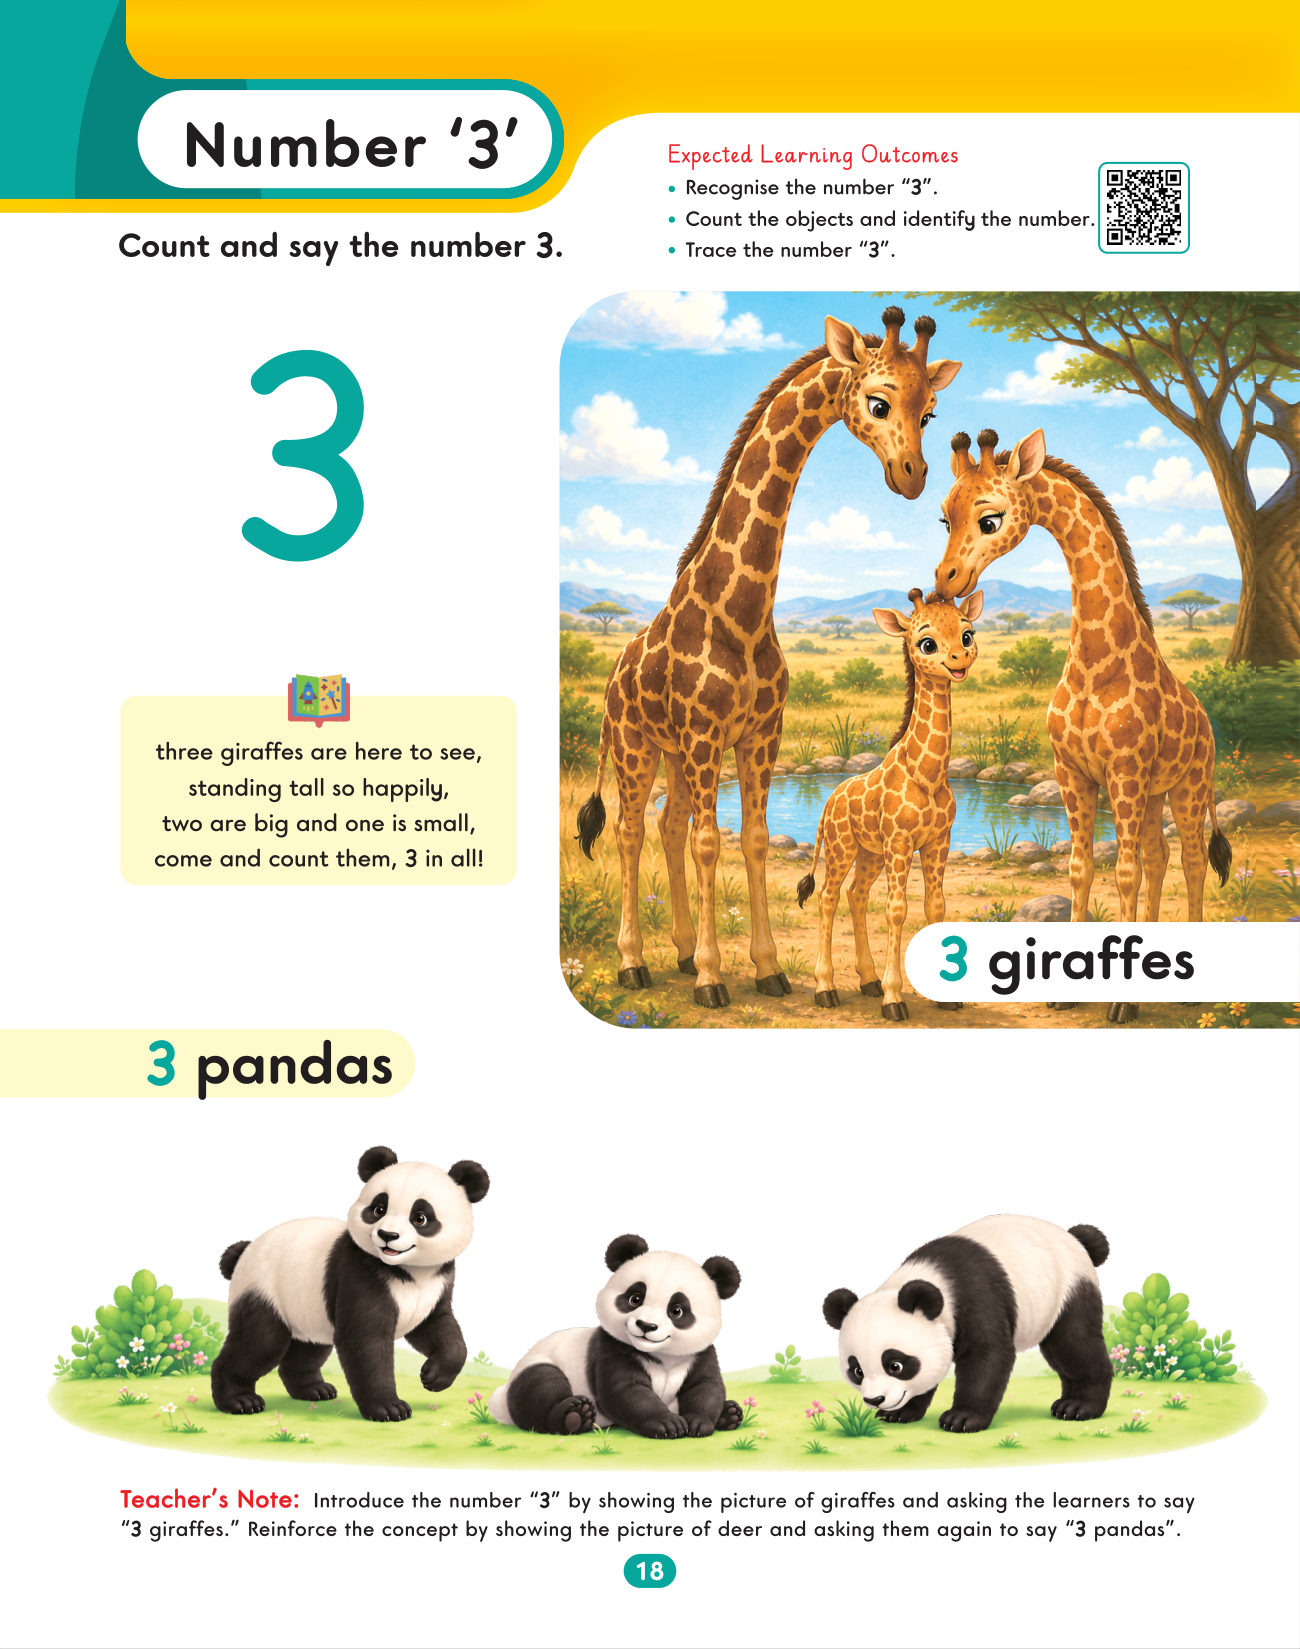 Number ‘3’
Expected Learning Outcomes
• Recognise the number “3”.
• Count the objects and identify the number.
• Trace the number “3”.
Count and say the number 3.
3
three giraffes are here to see,
standing tall so happily,
two are big and one is small,
come and count them, 3 in all!
3 giraffes
3 pandas
Teacher’s Note: Introduce the number “3” by showing the picture of giraffes and asking the learners to say
“3 giraffes.” Reinforce the concept by showing the picture of deer and asking them again to say “3 pandas”.
18